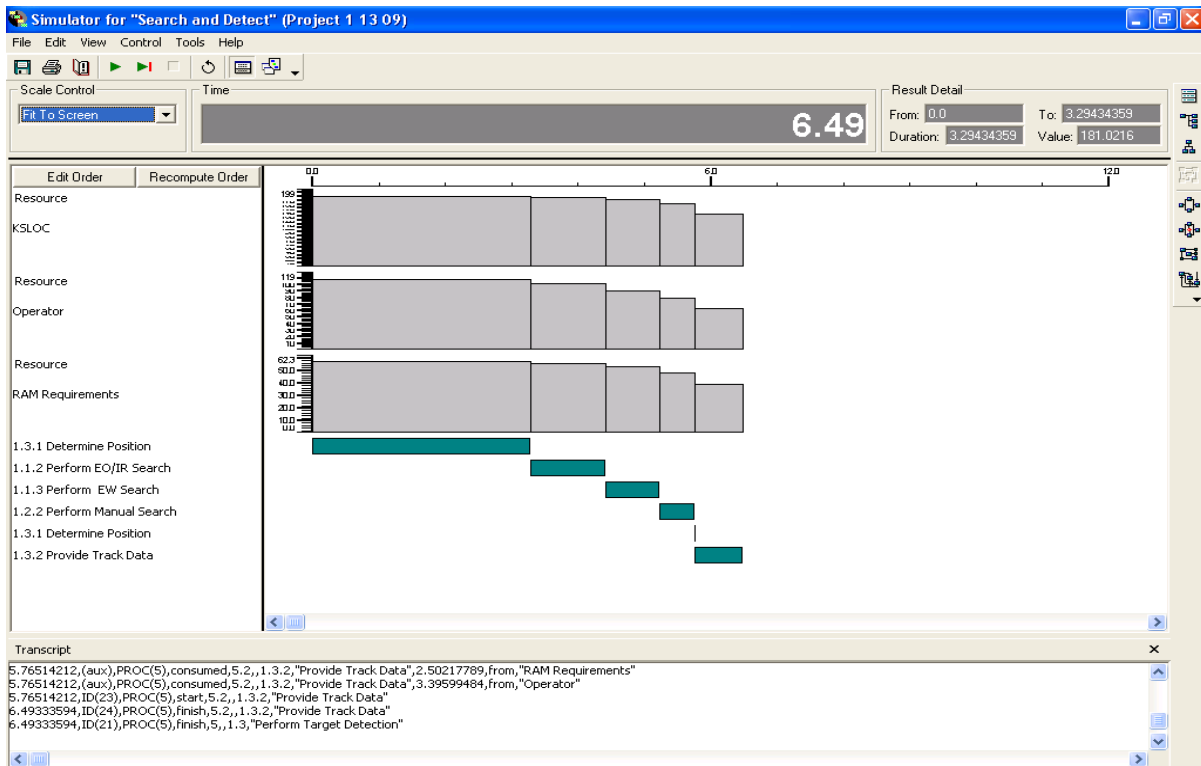 Simulator for "Search and Detect" (Project 1 13 09)
File Edit View Control Tools Help
Scale Control
Time
Result Detail
Fit To Screen
6.49
From: 0.0
To: 3.29434359
Duration: 3.29434359
Value: 181.0216
Edit Order
Recompute Order
0.0
6.0
12.0
Resource
199
KSLOC
Resource
119
Operator
Resource
62.3
50.0
40.0
RAM Requirements
30.0
20.0
10.0
0.0
1.3.1 Determine Position
1.1.2 Perform EO/IR Search
1.1.3 Perform EW Search
1.2.2 Perform Manual Search
1.3.1 Determine Position
1.3.2 Provide Track Data
Transcript
5.76514212,(aux),PROC(5),consumed,5.2,,1.3.2,"Provide Track Data",2.50217789,from,"RAM Requirements"
5.76514212,(aux),PROC(5),consumed,5.2,,1.3.2,"Provide Track Data",3.39599484,from,"Operator"
5.76514212,ID(23),PROC(5),start,5.2,,1.3.2,"Provide Track Data"
6.49333594,ID(24),PROC(5),finish,5.2,,1.3.2,"Provide Track Data"
6.49333594,ID(21),PROC(5),finish,5,,1.3,"Perform Target Detection"